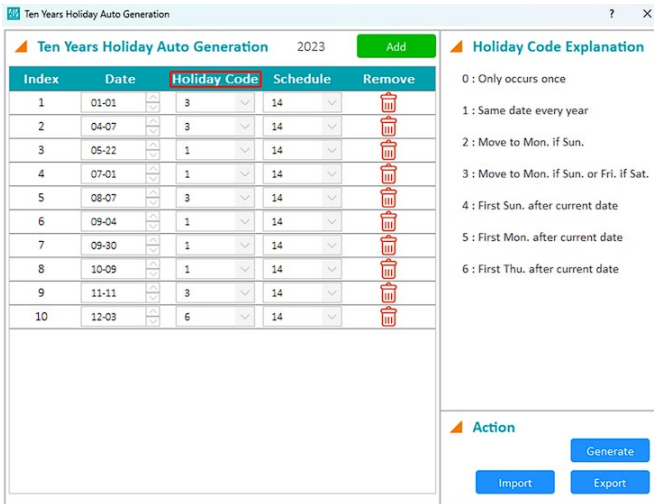 Ten Years Holiday Auto Generation
? X
Ten Years Holiday Auto Generation 2023 Add
Index Date Holiday Code Schedule Remove
1 01-01 3 14
2 04-07 3 14
3 05-22 1 14
4 07-01 1 14
5 08-07 3 14
6 09-04 1 14
7 09-30 1 14
8 10-09 1 14
9 11-11 3 14
10 12-03 6 14
Holiday Code Explanation
0 : Only occurs once
1 : Same date every year
2 : Move to Mon. if Sun.
3 : Move to Mon. if Sun. or Fri. if Sat.
4 : First Sun. after current date
5 : First Mon. after current date
6 : First Thu. after current date
Action
Generate
Import Export